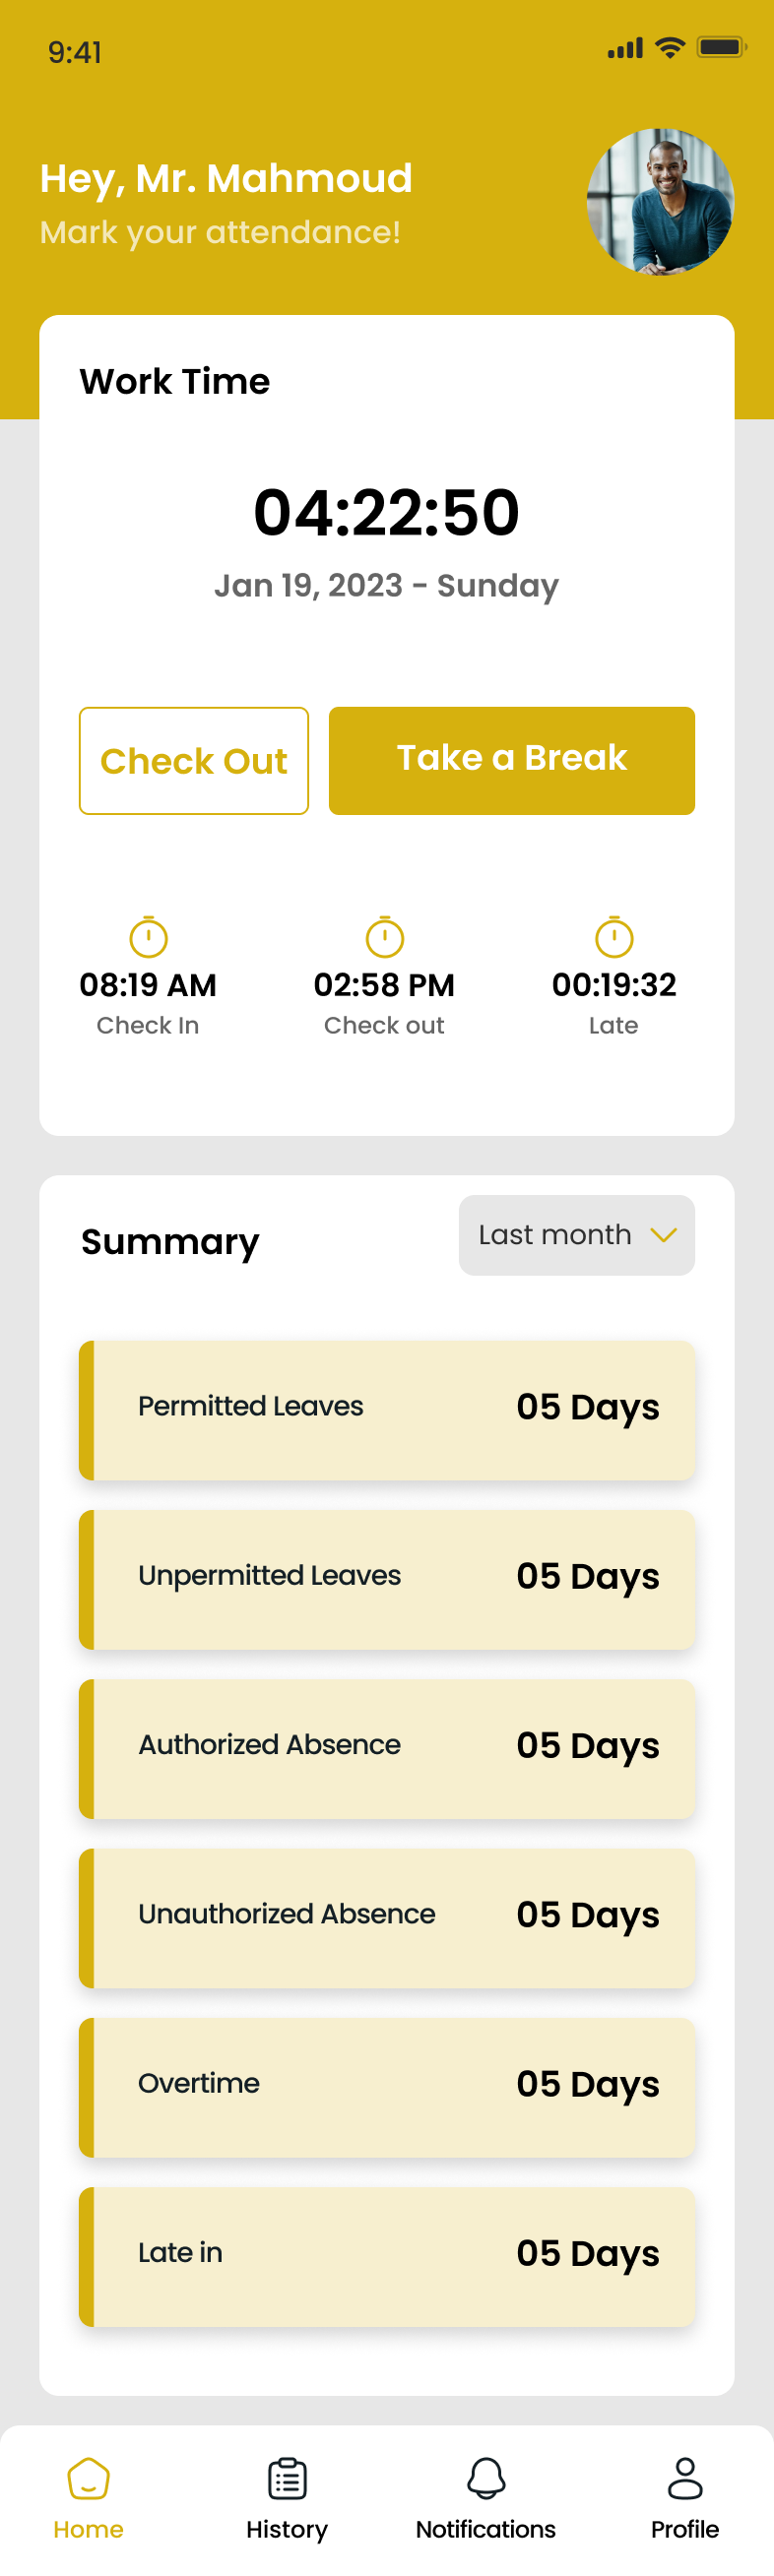 9:41
Hey, Mr. Mahmoud
Mark your attendance!
Work Time
04:22:50
Jan 19, 2023 - Sunday
Check Out
Take a Break
08:19 AM
Check In
02:58 PM
Check out
00:19:32
Late
Summary
Last month
Permitted Leaves
05 Days
Unpermitted Leaves
05 Days
Authorized Absence
05 Days
Unauthorized Absence
05 Days
Overtime
05 Days
Late in
05 Days
Home
History
Notifications
Profile